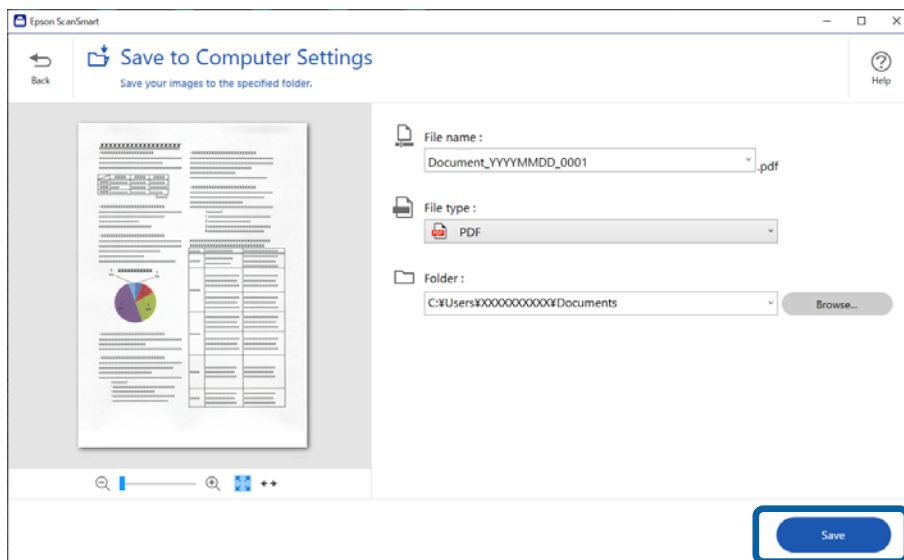 Epson ScanSmart
Back
Save to Computer Settings
Save your images to the specified folder.
Help
File name :
Document_YYYYMMDD_0001
.pdf
File type :
PDF
Folder :
C:¥Users¥XXXXXXXXXX¥Documents
Browse...
Save